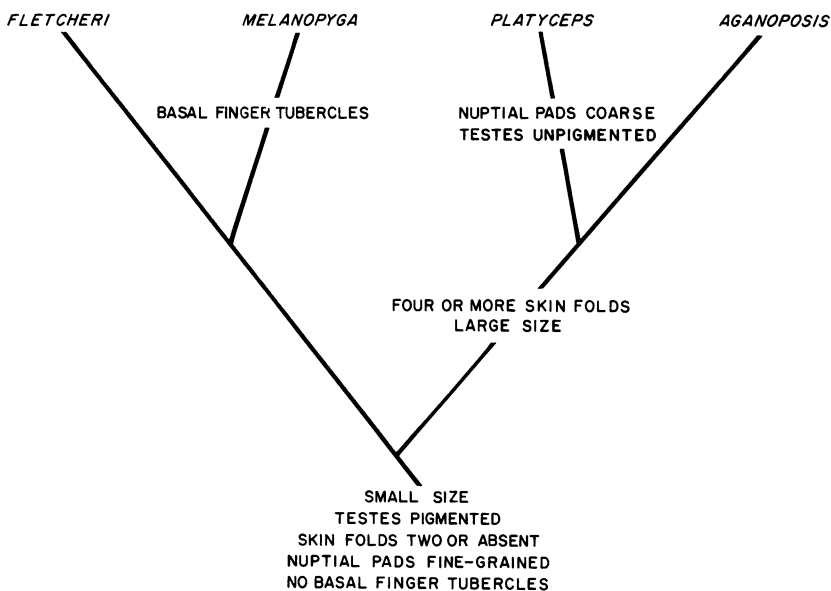 FLETCHERI
MELANOPYGA
PLATYCEPS
AGANOPOSIS
BASAL FINGER TUBERCLES
NUPTIAL PADS COARSE
TESTES UNPIGMENTED
FOUR OR MORE SKIN FOLDS
LARGE SIZE
SMALL SIZE
TESTES PIGMENTED
SKIN FOLDS TWO OR ABSENT
NUPTIAL PADS FINE-GRAINED
NO BASAL FINGER TUBERCLES